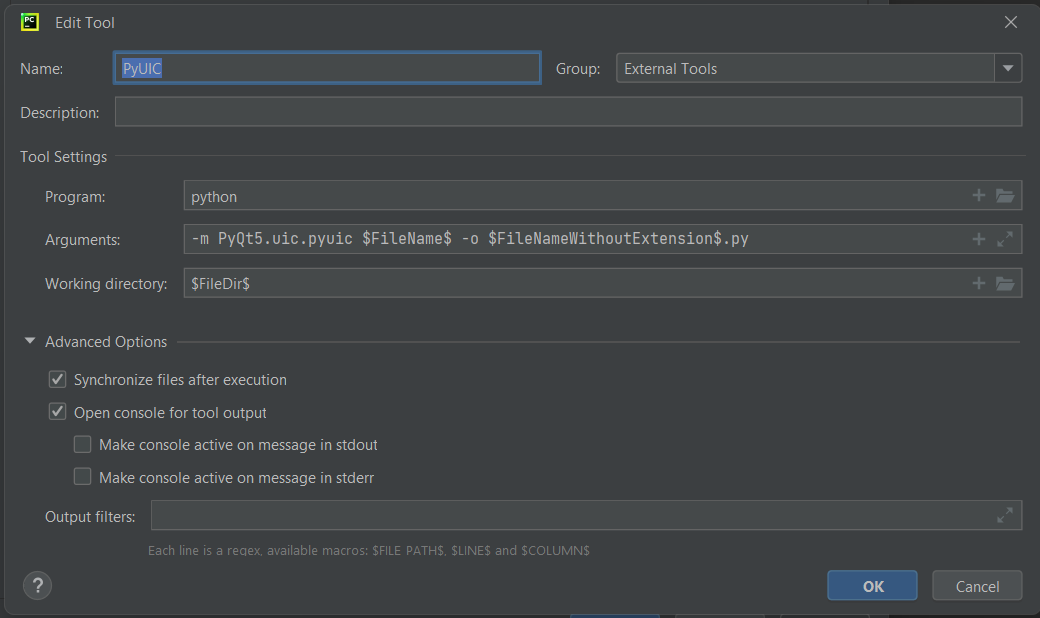 PC Edit Tool
Name: PyUIC Group: External Tools
Description:
Tool Settings
Program: python
Arguments: -m PyQt5.uic.pyuic $FileName$ -o $FileNameWithoutExtension$.py
Working directory: $FileDir$
Advanced Options
Synchronize files after execution
Open console for tool output
Make console active on message in stdout
Make console active on message in stderr
Output filters:
Each line is a regex, available macros: $FILE_PATH$, $LINE$ and $COLUMN$
? OK Cancel